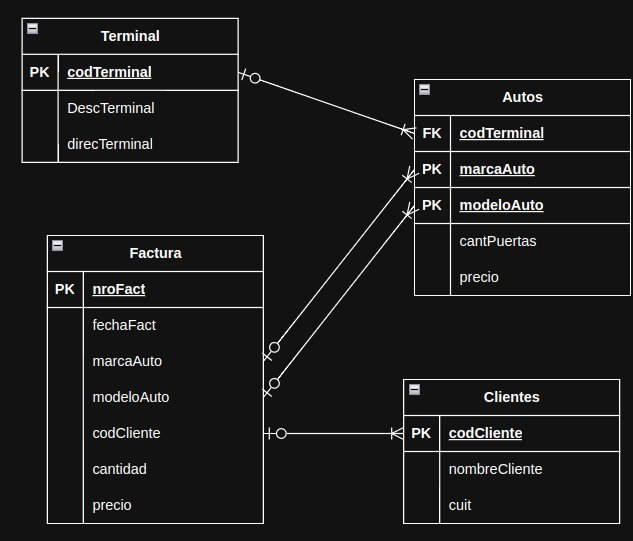 Terminal
PK codTerminal
DescTerminal
direcTerminal
Autos
FK codTerminal
PK marcaAuto
PK modeloAuto
cantPuertas
precio
Factura
PK nroFact
fechaFact
marcaAuto
modeloAuto
codCliente
cantidad
precio
Clientes
PK codCliente
nombreCliente
cuit